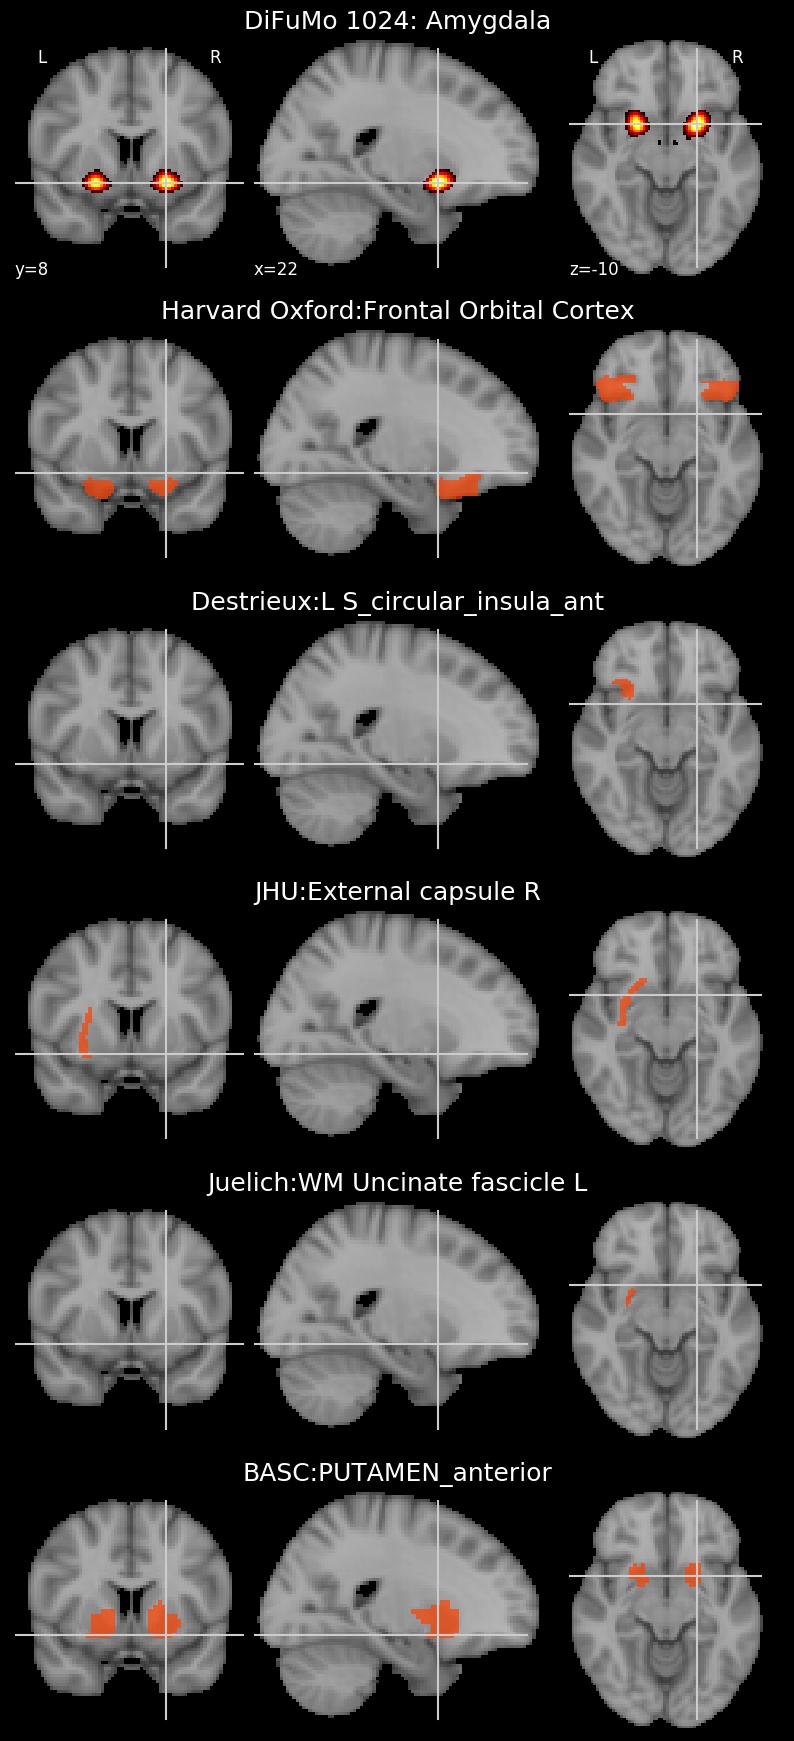 DiFuMo 1024: Amygdala
L R L R
y=8 x=22 z=-10
Harvard Oxford:Frontal Orbital Cortex
Destrieux:L S_circular_insula_ant
JHU:External capsule R
Juelich:WM Uncinate fascicle L
BASC:PUTAMEN_anterior